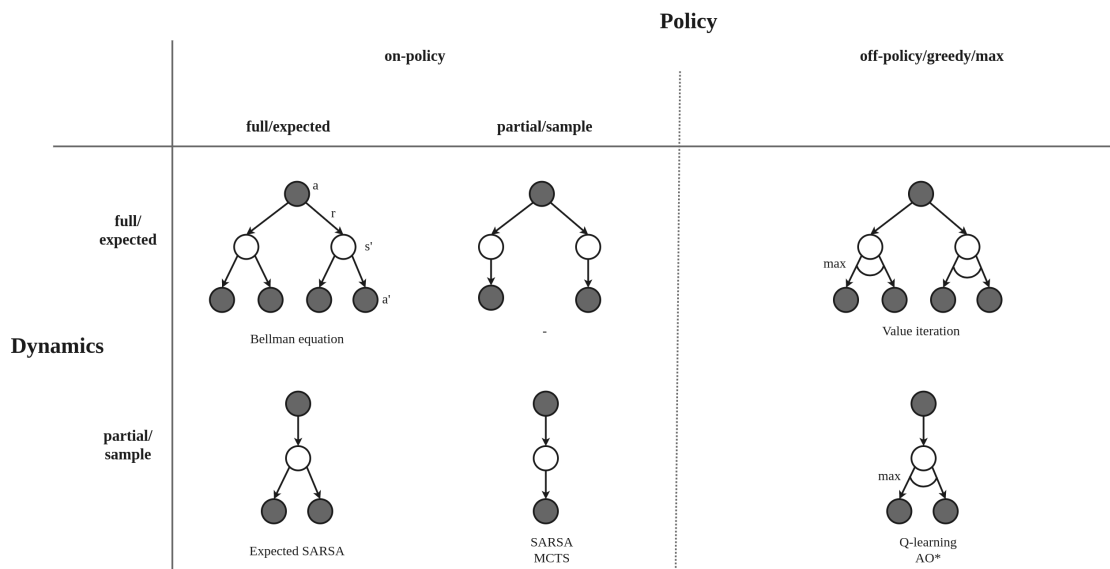 Policy
on-policy
off-policy/greedy/max
full/expected
partial/sample
full/
expected
a
r
s'
a'
max
Bellman equation
-
Value iteration
Dynamics
partial/
sample
max
Expected SARSA
SARSA
MCTS
Q-learning
AO*